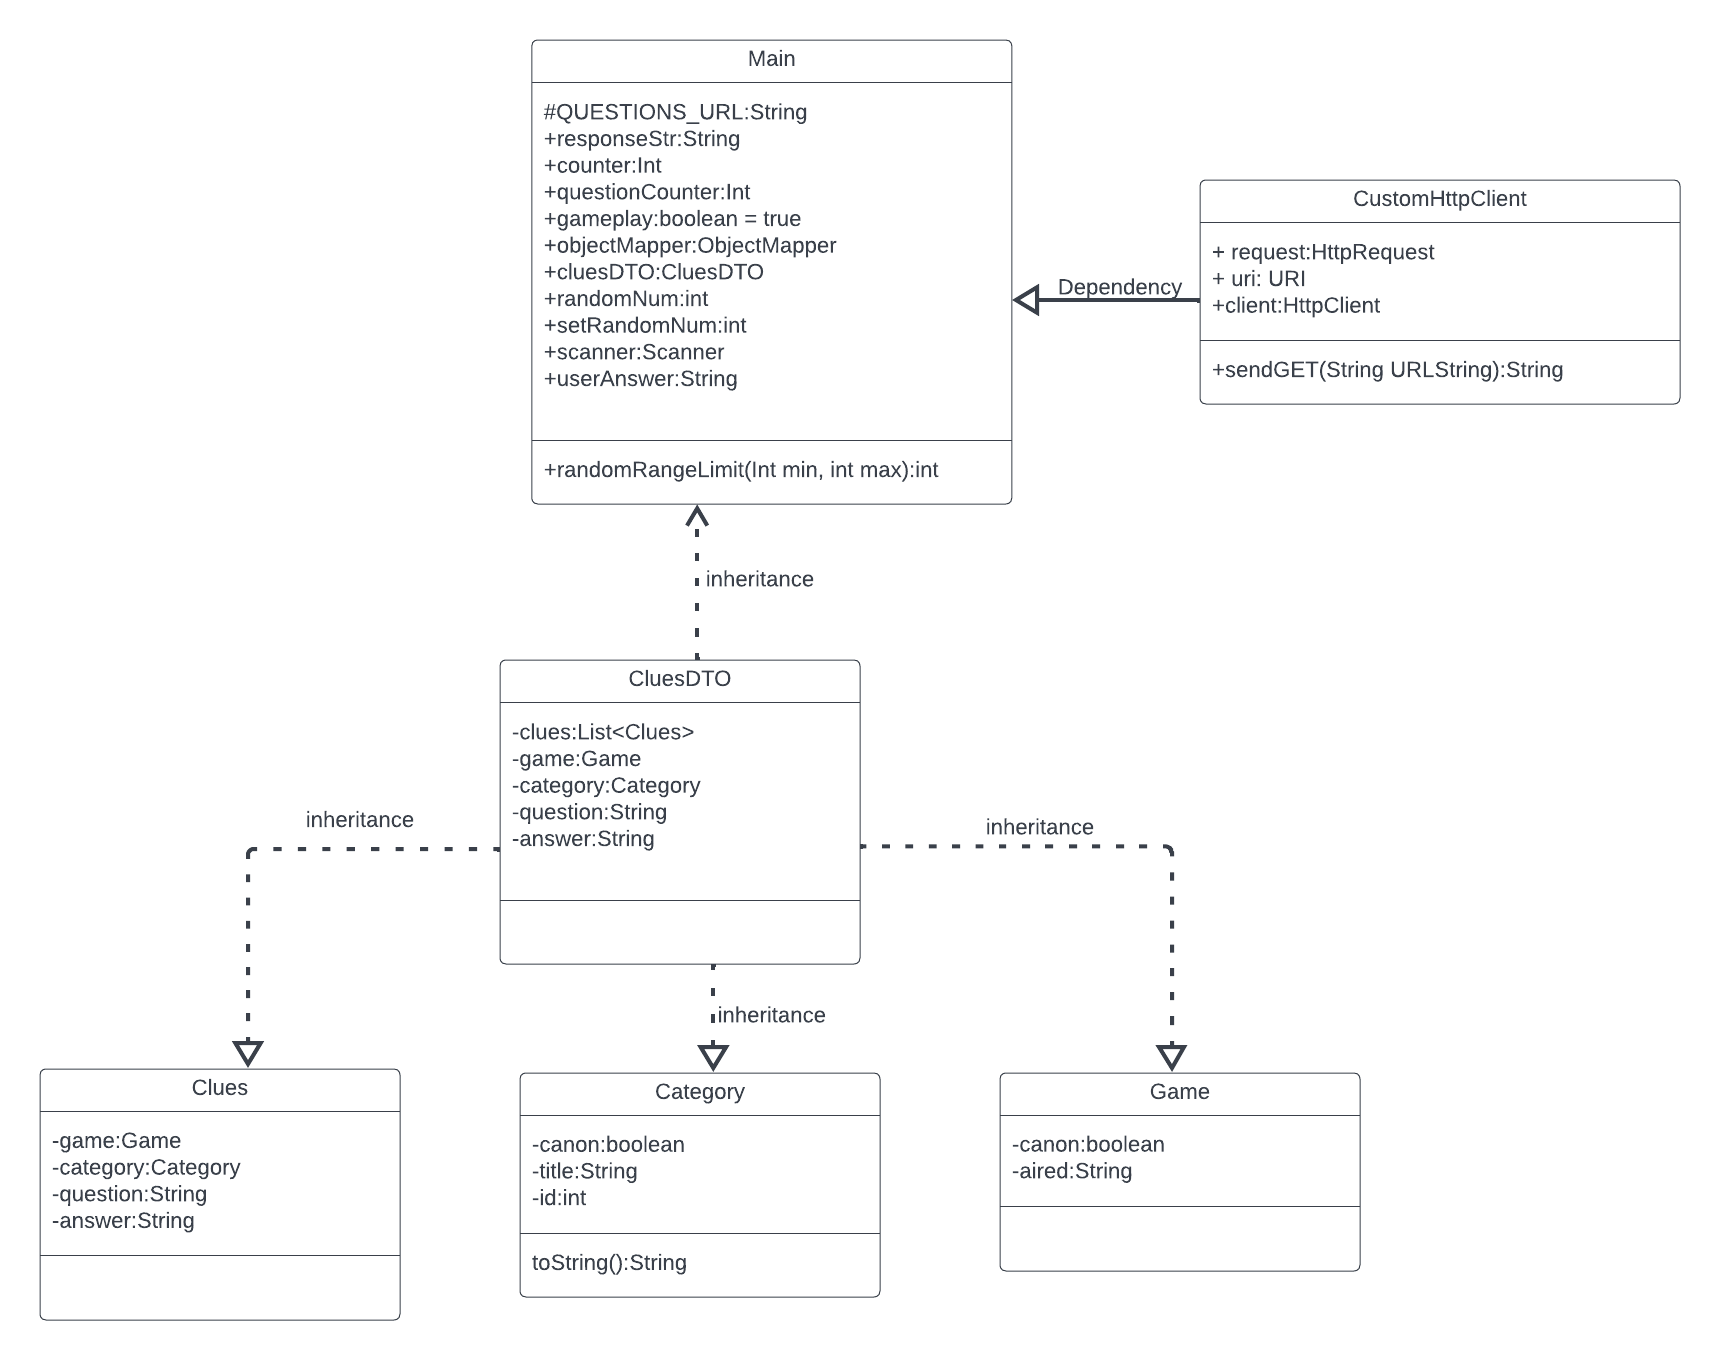 Main
#QUESTIONS_URL:String
+responseStr:String
+counter:Int
+questionCounter:Int
+gameplay:boolean = true
+objectMapper:ObjectMapper
+cluesDTO:CluesDTO
+randomNum:int
+setRandomNum:int
+scanner:Scanner
+userAnswer:String
+randomRangeLimit(Int min, int max):int
Dependency
CustomHttpClient
+ request:HttpRequest
+ uri: URI
+client:HttpClient
+sendGET(String URLString):String
inheritance
CluesDTO
-clues:List<Clues>
-game:Game
-category:Category
-question:String
-answer:String
inheritance
inheritance
inheritance
Clues
-game:Game
-category:Category
-question:String
-answer:String
Category
-canon:boolean
-title:String
-id:int
toString():String
Game
-canon:boolean
-aired:String